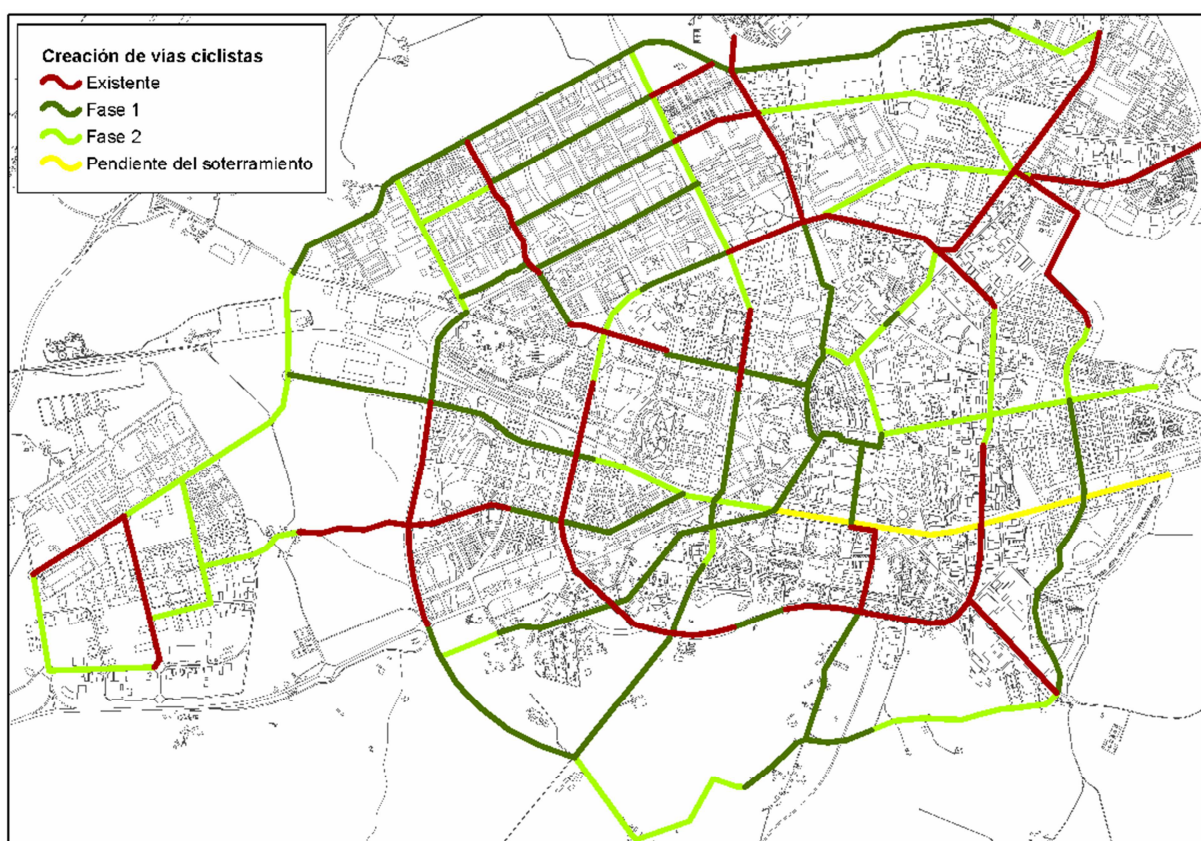 Creación de vías ciclistas
Existente
Fase 1
Fase 2
Pendiente del soterramiento